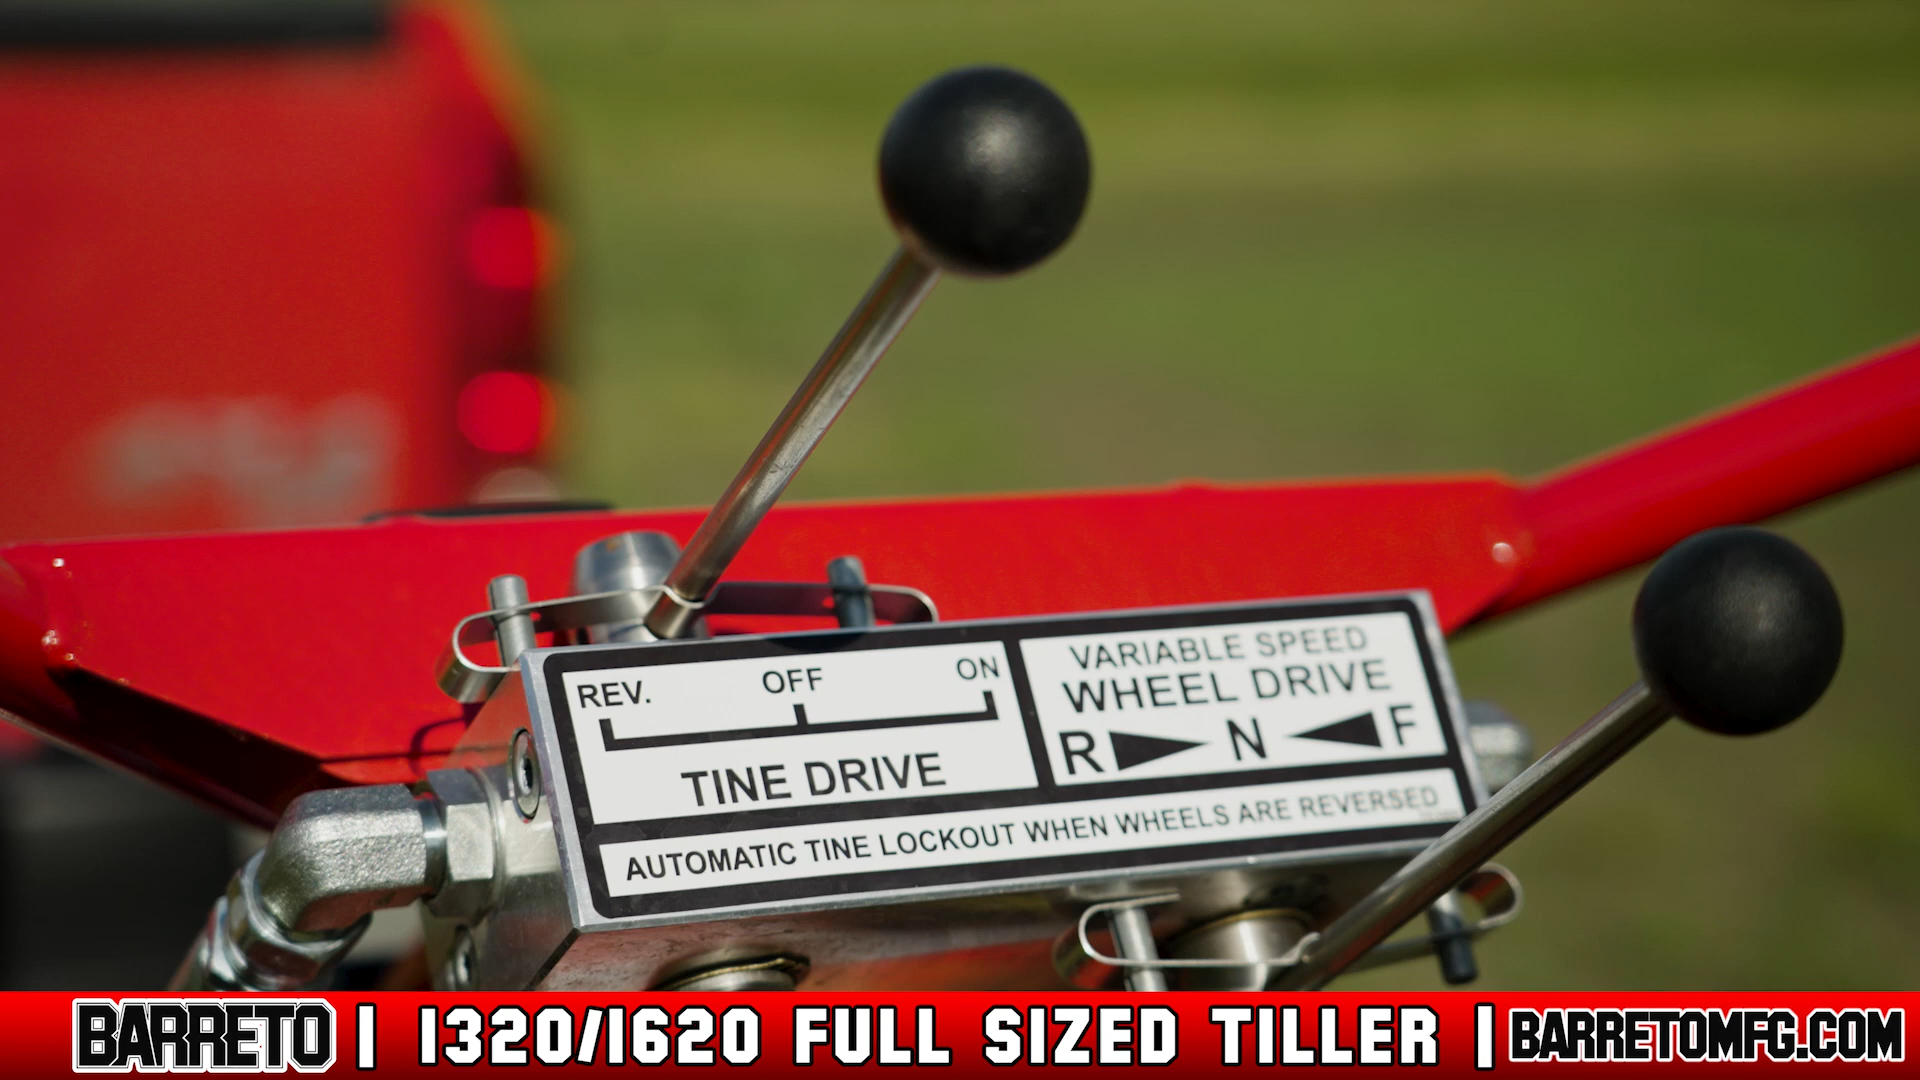 REV. OFF ON
TINE DRIVE
VARIABLE SPEED
WHEEL DRIVE
R N F
AUTOMATIC TINE LOCKOUT WHEN WHEELS ARE REVERSED
BARRETO | 1320/1620 FULL SIZED TILLER | BARRETOMFG.COM